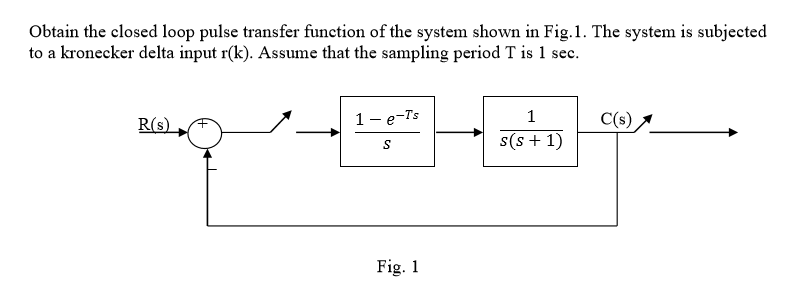 Obtain the closed loop pulse transfer function of the system shown in Fig.1. The system is subjected
to a kronecker delta input r(k). Assume that the sampling period T is 1 sec.
R(s)
+
−
1 − e^{−Ts}
s
1
s(s + 1)
C(s)
Fig. 1